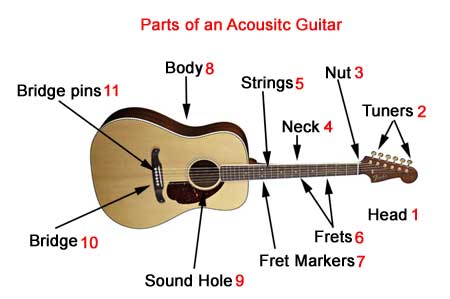 Parts of an Acousitc Guitar
Body 8
Nut 3
Bridge pins 11
Strings 5
Tuners 2
Neck 4
Head 1
Bridge 10
Frets 6
Fret Markers 7
Sound Hole 9